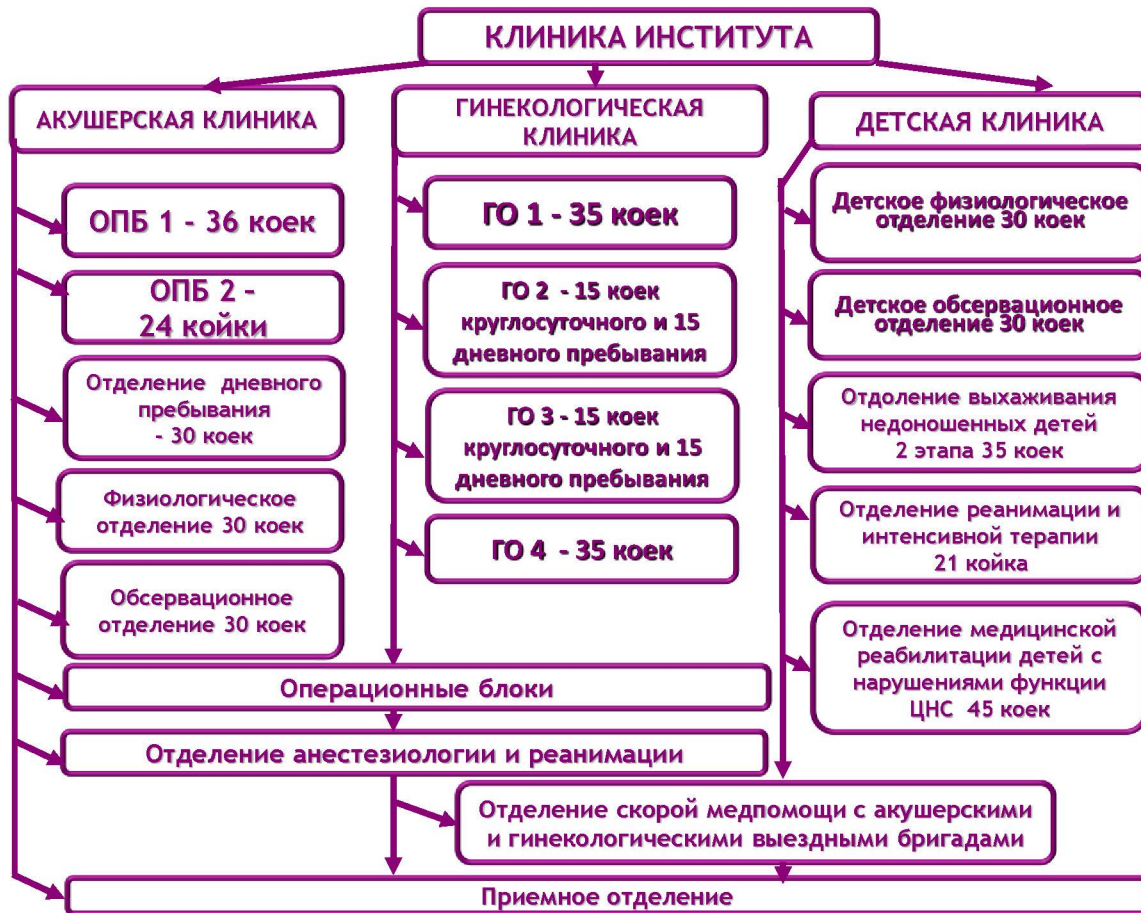 КЛИНИКА ИНСТИТУТА
АКУШЕРСКАЯ КЛИНИКА
ОПБ 1 - 36 коек
ОПБ 2 –
24 койки
Отделение дневного
пребывания
- 30 коек
Физиологическое
отделение 30 коек
Обсервационное
отделение 30 коек
ГИНЕКОЛОГИЧЕСКАЯ
КЛИНИКА
ГО 1 - 35 коек
ГО 2 - 15 коек
круглосуточного и 15
дневного пребывания
ГО 3 - 15 коек
круглосуточного и 15
дневного пребывания
ГО 4 - 35 коек
ДЕТСКАЯ КЛИНИКА
Детское физиологическое
отделение 30 коек
Детское обсервационное
отделение 30 коек
Отдоление выхаживания
недоношенных детей
2 этапа 35 коек
Отделение реанимации и
интенсивной терапии
21 койка
Отделение медицинской
реабилитации детей с
нарушениями функции
ЦНС 45 коек
Операционные блоки
Отделение анестезиологии и реанимации
Отделение скорой медпомощи с акушерскими
и гинекологическими выездными бригадами
Приемное отделение